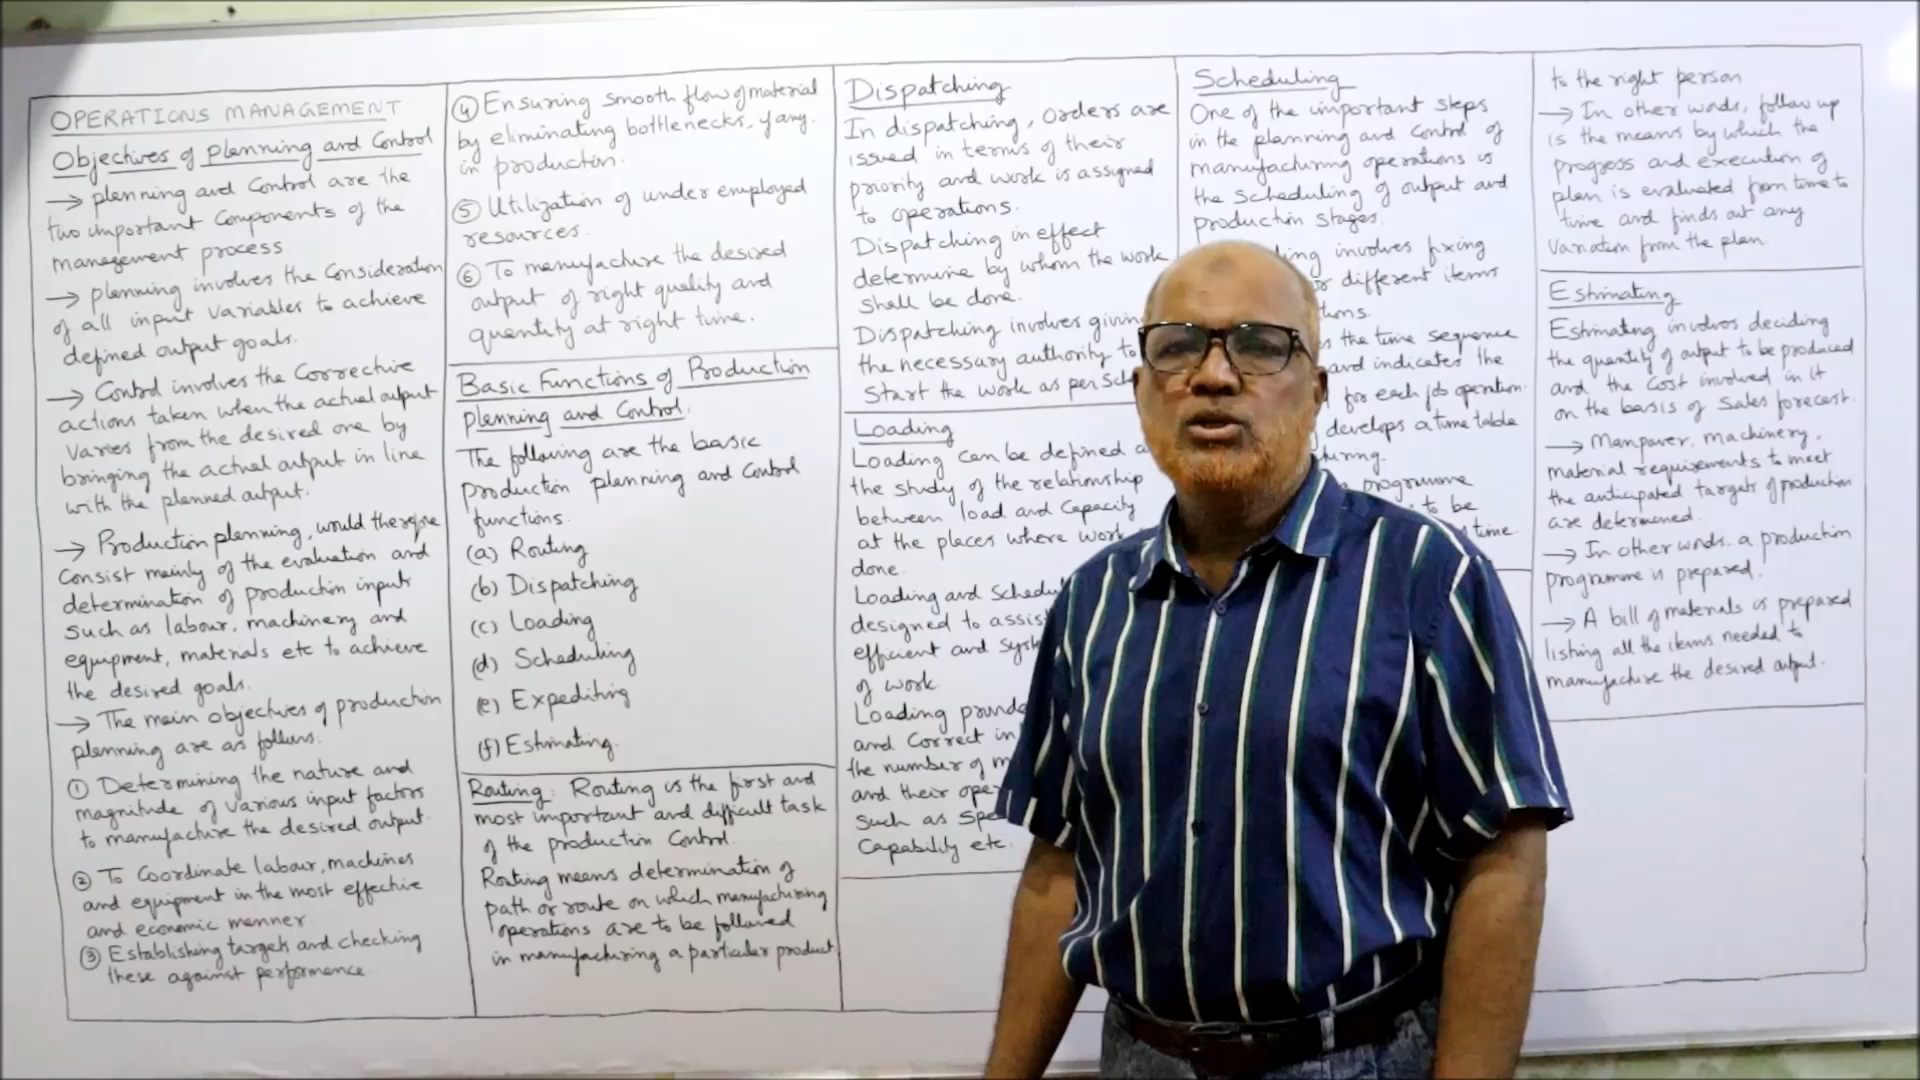 OPERATIONS MANAGEMENT
Objectives of planning and Control
→ planning and Control are the
two important Components of the
management process
→ planning involves the Consideration
of all input variables to achieve
defined output goals.
→ Control involves the Corrective
actions taken when the actual output
varies from the desired one by
bringing the actual output in line
with the planned output.
→ Production planning, would therefore
Consist mainly of the evaluation and
determination of production inputs
such as labour, machinery and
equipment, materials etc to achieve
the desired goals.
→ The main objectives of production
planning are as follows:
① Determining the nature and
magnitude of various input factors
to manufacture the desired output.
② To Coordinate labour, machines
and equipment in the most effective
and economic manner.
③ Establishing targets and checking
these against performance
④ Ensuring smooth flow of material
by eliminating bottlenecks, if any.
in production.
⑤ Utilization of under employed
resources.
⑥ To manufacture the desired
output of right quality and
quantity at right time.
Basic Functions of Production
planning and Control.
The following are the basic
production planning and Control
functions.
(a) Routing
(b) Dispatching
(c) Loading
(d) Scheduling
(e) Expediting
(f) Estimating.
Routing: Routing is the first and
most important and difficult task
of the production Control.
Routing means determination of
path or route on which manufacturing
operations are to be followed
in manufacturing a particular product
Dispatching
In dispatching, orders are
issued in terms of their
priority and work is assigned
to operations.
Dispatching in effect
determine by whom the work
shall be done.
Dispatching involves giving
the necessary authority to
Start the work as per
Loading
Loading can be defined
the study of the relationship
between load and Capacity
at the places where work
done.
Loading and
designed to
efficient and
of work
Loading
and Correct
the number of
and their
such as
Capability etc.
Scheduling
One of the important steps
in the planning and Control of
manufacturing operations is
the scheduling of output and
production stages.
involves fixing
different items
the time sequence
and indicates the
for each job operation.
develops a time table
programme
to be
time.
to the right person
→ In other words, follow up
is the means by which the
progress and execution of
plan is evaluated from time to
time and finds out any
variation from the plan.
Estimating
Estimating involves deciding
the quantity of output to be produced
and the Cost involved in it
on the basis of Sales forecast.
→ Manpower, machinery,
material requirements to meet
the anticipated targets of production
are determined.
→ In other words. a production
programme is prepared.
→ A bill of materials is prepared
listing all the items needed to
manufacture the desired output.